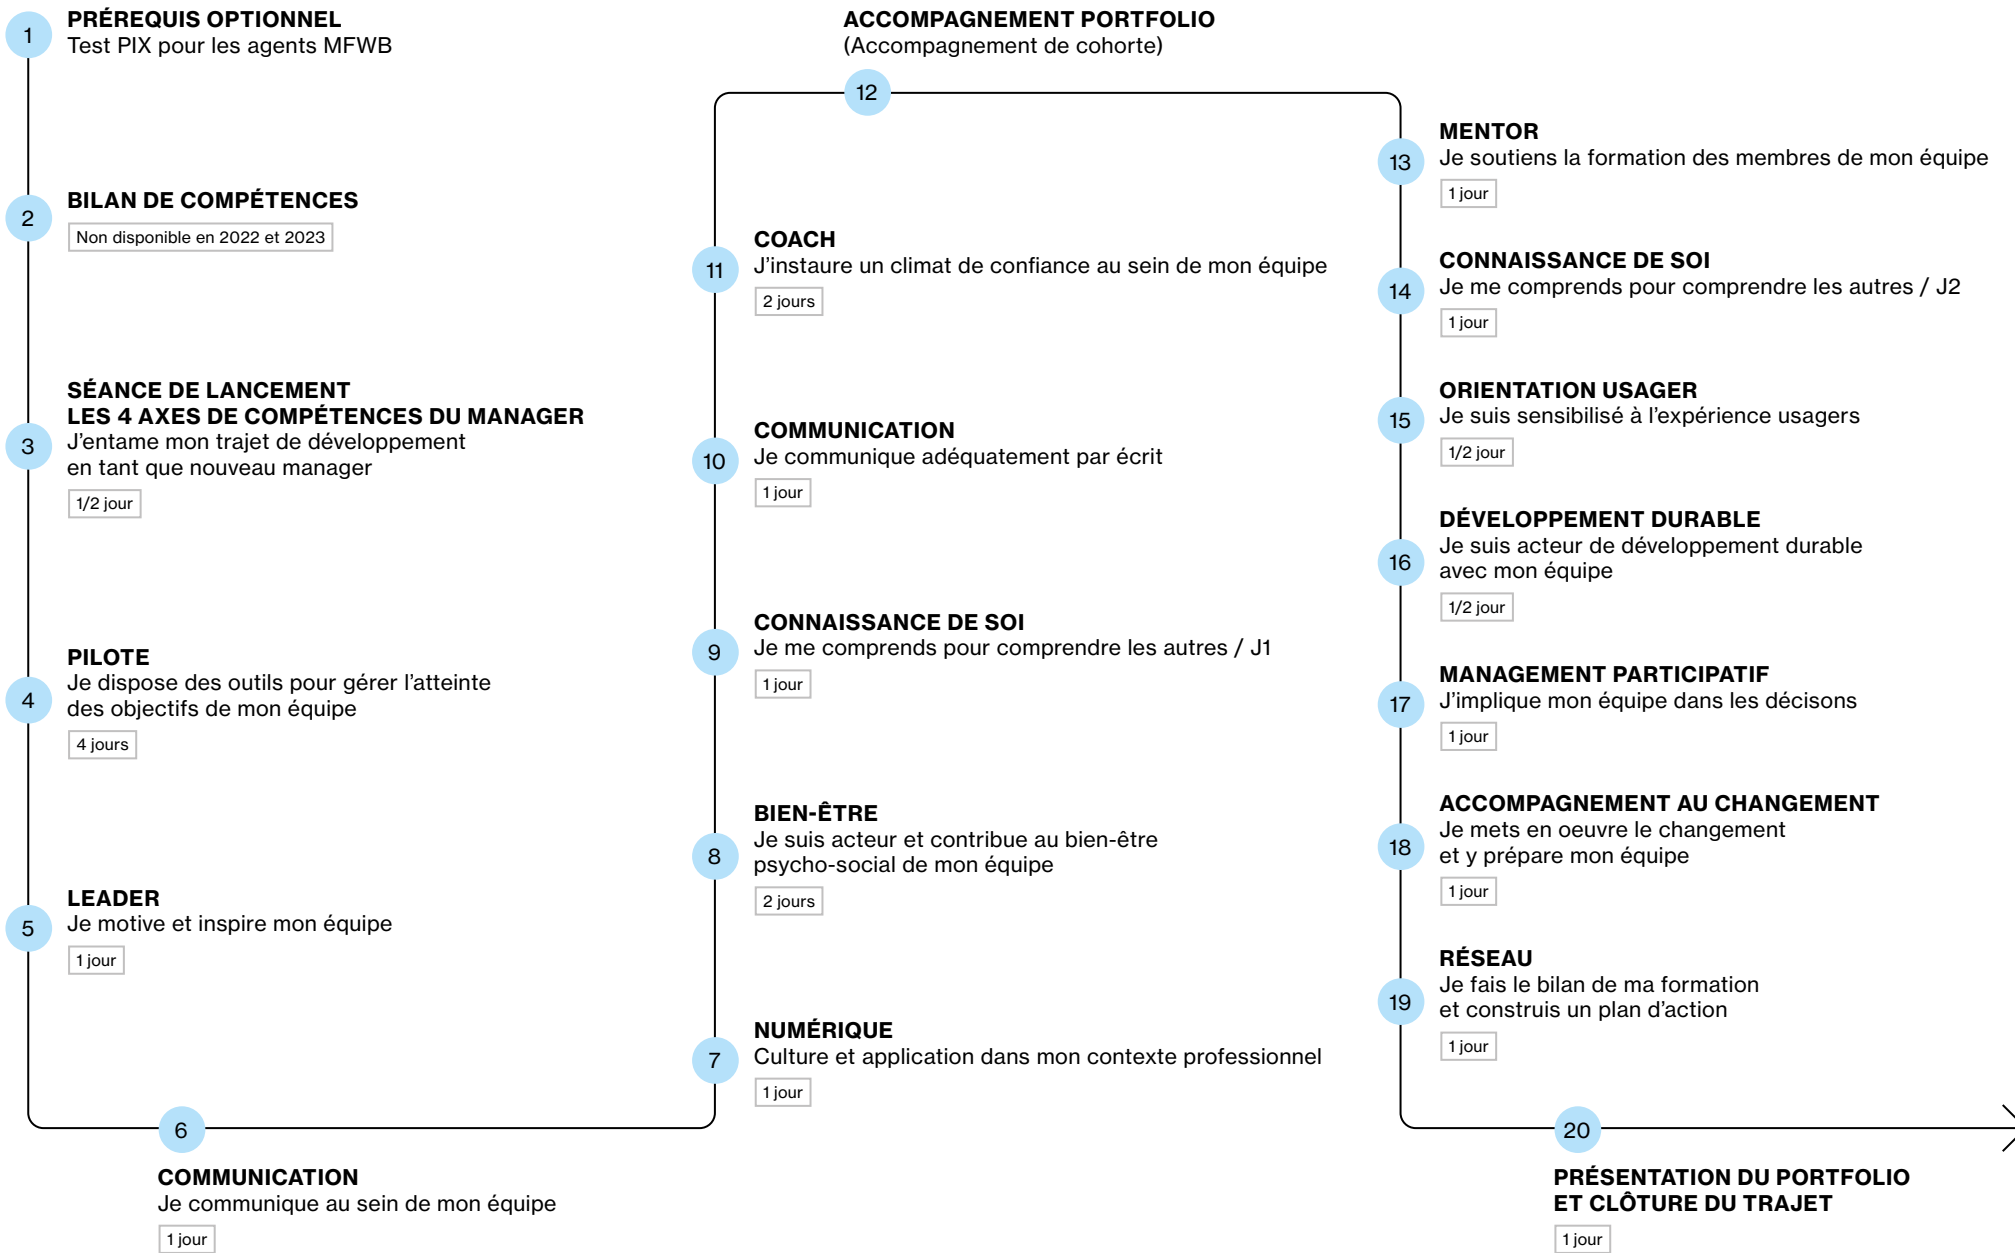 1
PRÉREQUIS OPTIONNEL
Test PIX pour les agents MFWB
2
BILAN DE COMPÉTENCES
Non disponible en 2022 et 2023
3
SÉANCE DE LANCEMENT
LES 4 AXES DE COMPÉTENCES DU MANAGER
J’entame mon trajet de développement
en tant que nouveau manager
1/2 jour
4
PILOTE
Je dispose des outils pour gérer l’atteinte
des objectifs de mon équipe
4 jours
5
LEADER
Je motive et inspire mon équipe
1 jour
6
COMMUNICATION
Je communique au sein de mon équipe
1 jour
7
NUMÉRIQUE
Culture et application dans mon contexte professionnel
1 jour
8
BIEN-ÊTRE
Je suis acteur et contribue au bien-être
psycho-social de mon équipe
2 jours
9
CONNAISSANCE DE SOI
Je me comprends pour comprendre les autres / J1
1 jour
10
COMMUNICATION
Je communique adéquatement par écrit
1 jour
11
COACH
J’instaure un climat de confiance au sein de mon équipe
2 jours
ACCOMPAGNEMENT PORTFOLIO
(Accompagnement de cohorte)
12
13
MENTOR
Je soutiens la formation des membres de mon équipe
1 jour
14
CONNAISSANCE DE SOI
Je me comprends pour comprendre les autres / J2
1 jour
15
ORIENTATION USAGER
Je suis sensibilisé à l’expérience usagers
1/2 jour
16
DÉVELOPPEMENT DURABLE
Je suis acteur de développement durable
avec mon équipe
1/2 jour
17
MANAGEMENT PARTICIPATIF
J’implique mon équipe dans les décisons
1 jour
18
ACCOMPAGNEMENT AU CHANGEMENT
Je mets en oeuvre le changement
et y prépare mon équipe
1 jour
19
RÉSEAU
Je fais le bilan de ma formation
et construis un plan d’action
1 jour
20
PRÉSENTATION DU PORTFOLIO
ET CLÔTURE DU TRAJET
1 jour